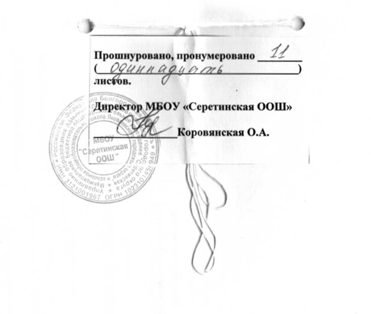 Прошнуровано, пронумеровано 11
( одиннадцать )
листов.
Директор МБОУ «Серетинская ООШ»
Коровянская О.А.
МБОУ
"Серетинская
ООШ"